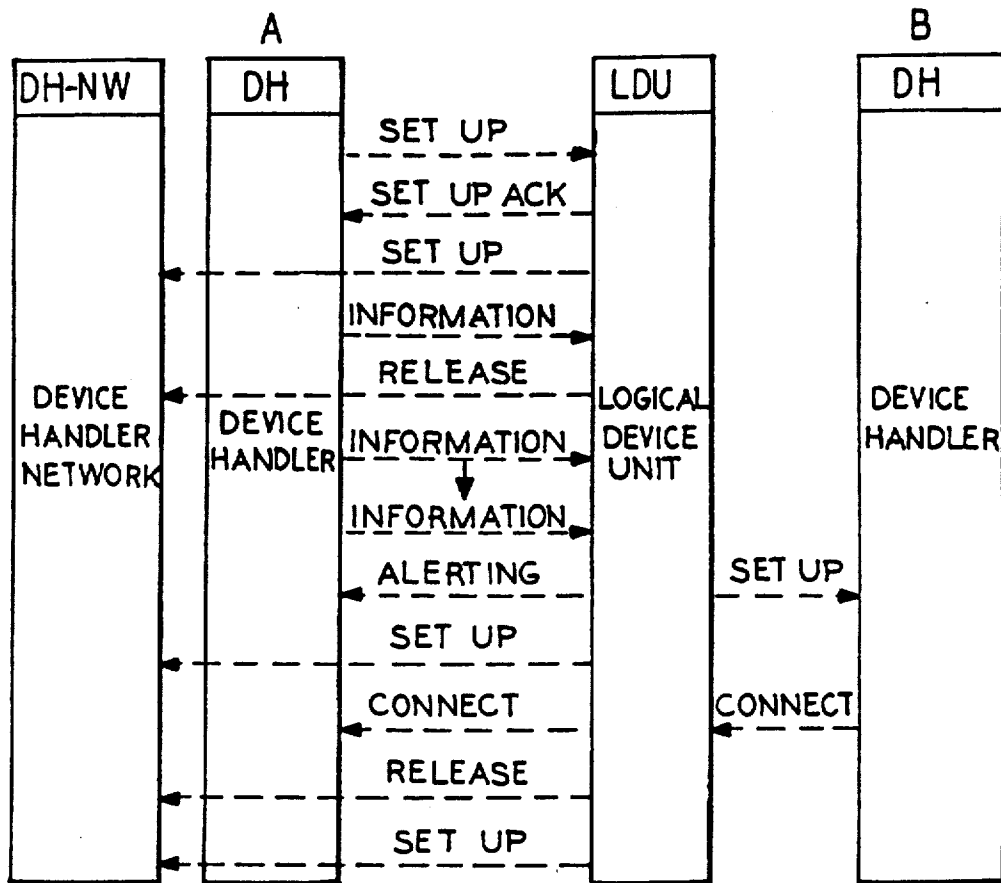 A
B
DH-NW
DH
LDU
DH
SET UP
SET UP ACK
SET UP
INFORMATION
RELEASE
DEVICE
HANDLER
NETWORK
DEVICE
HANDLER
LOGICAL
DEVICE
UNIT
DEVICE
HANDLER
INFORMATION
INFORMATION
ALERTING
SET UP
SET UP
CONNECT
CONNECT
RELEASE
SET UP